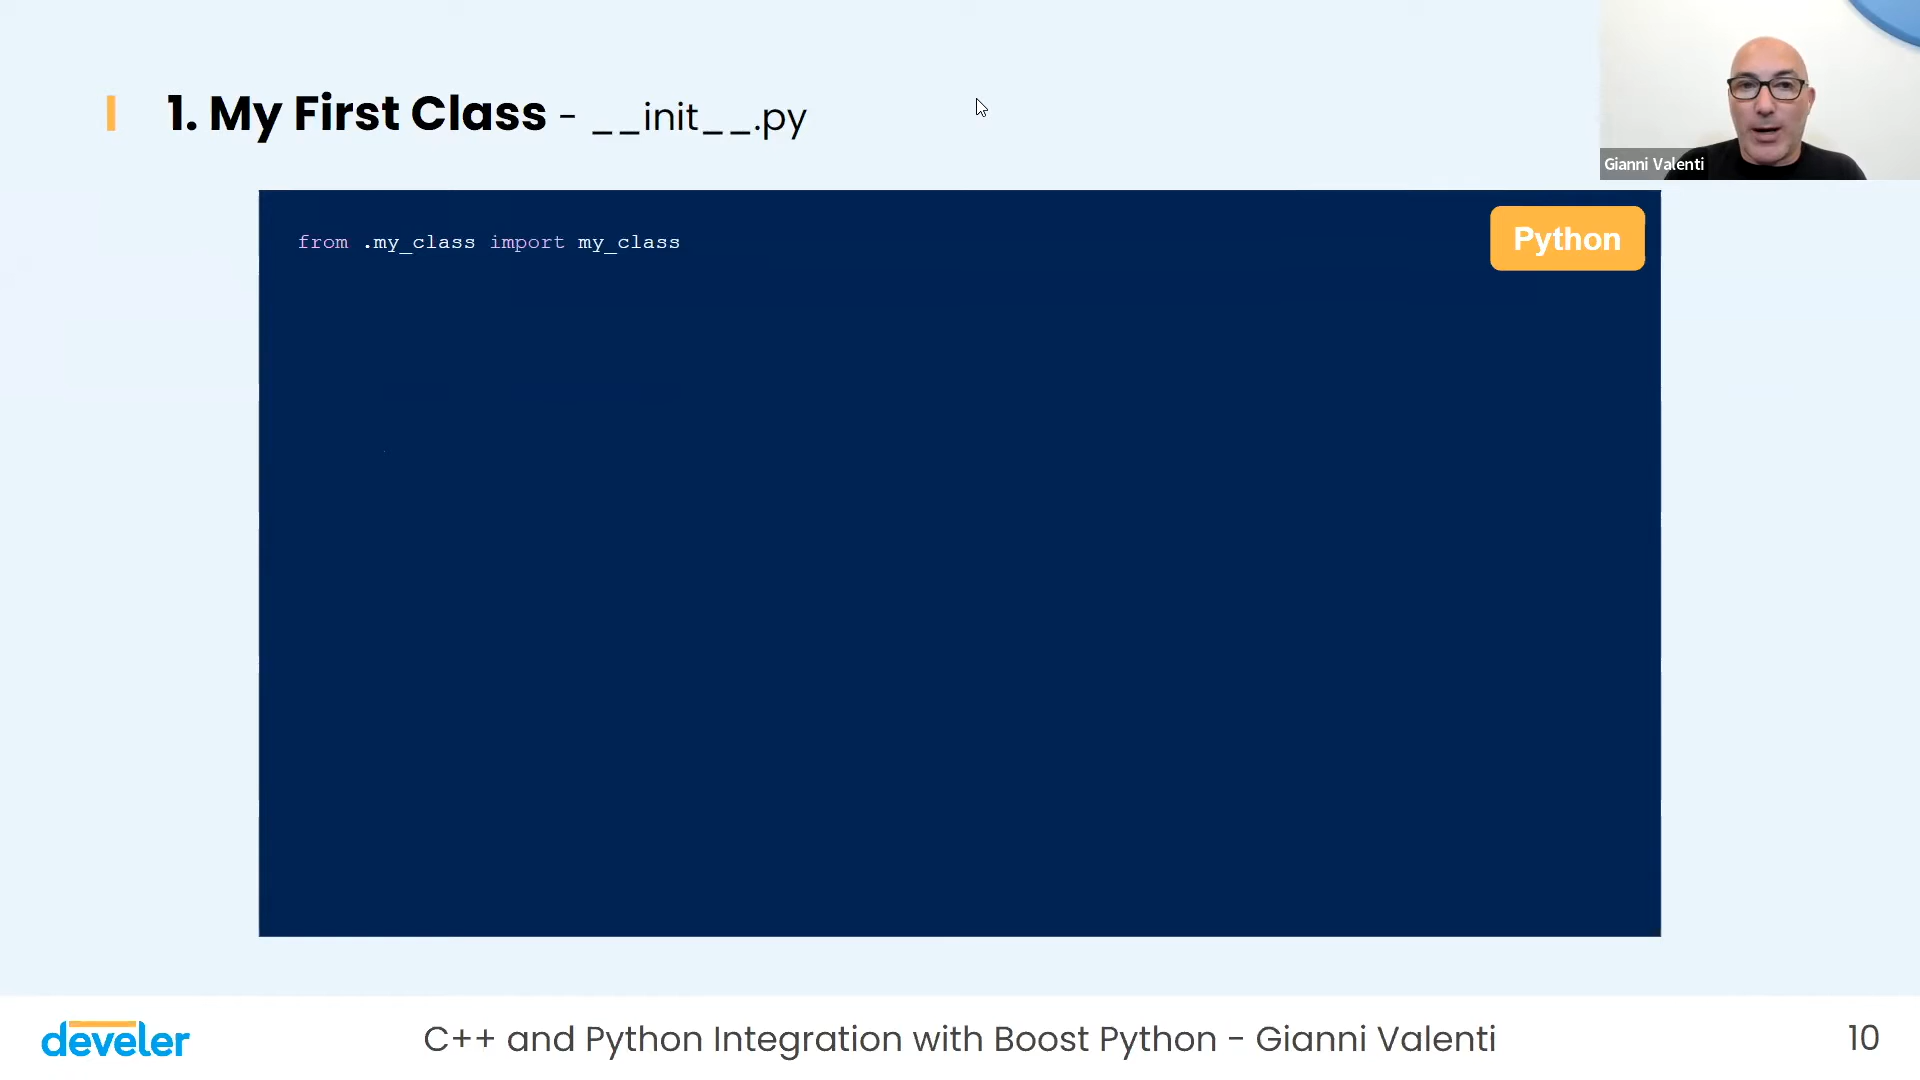 1. My First Class - __init__.py
Gianni Valenti
from .my_class import my_class
Python
develer
C++ and Python Integration with Boost Python - Gianni Valenti
10